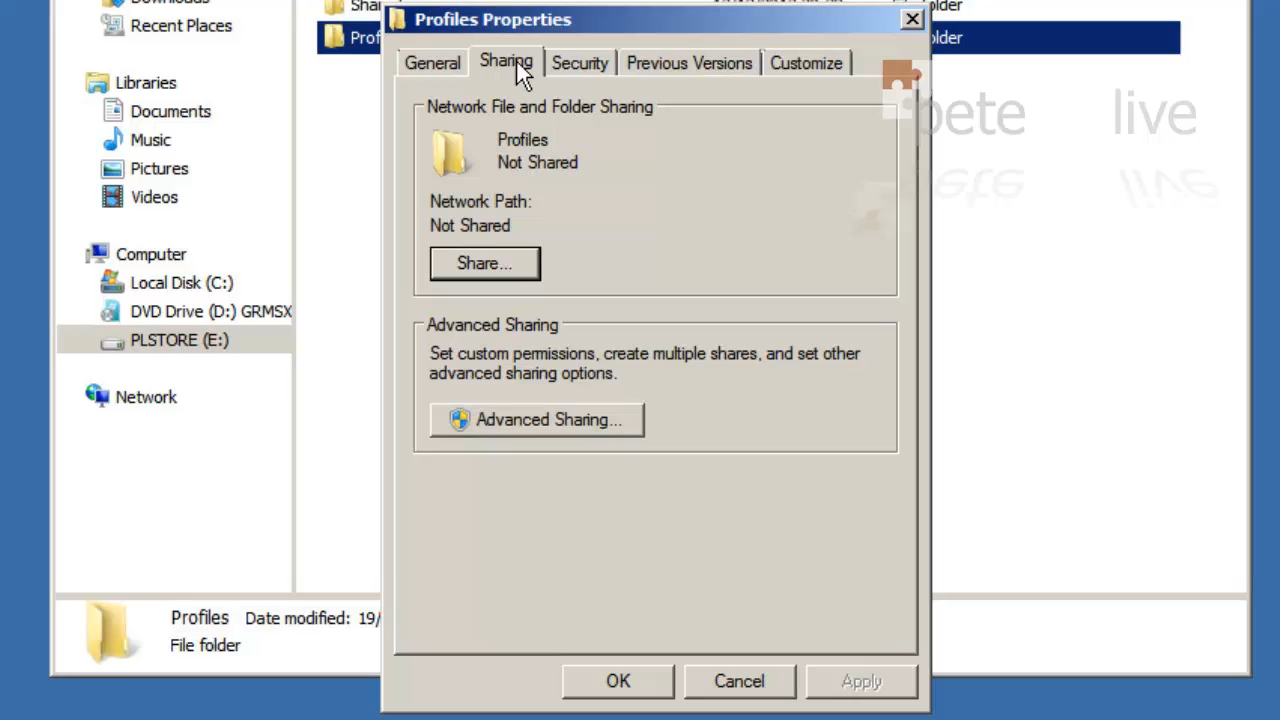 Downloads
Recent Places
Libraries
Documents
Music
Pictures
Videos
Computer
Local Disk (C:)
DVD Drive (D:) GRMSX
PLSTORE (E:)
Network
Profiles Properties
General
Sharing
Security
Previous Versions
Customize
Network File and Folder Sharing
Profiles
Not Shared
Network Path:
Not Shared
Share...
Advanced Sharing
Set custom permissions, create multiple shares, and set other
advanced sharing options.
Advanced Sharing...
OK
Cancel
Apply
Profiles Date modified: 19/
File folder
pete live